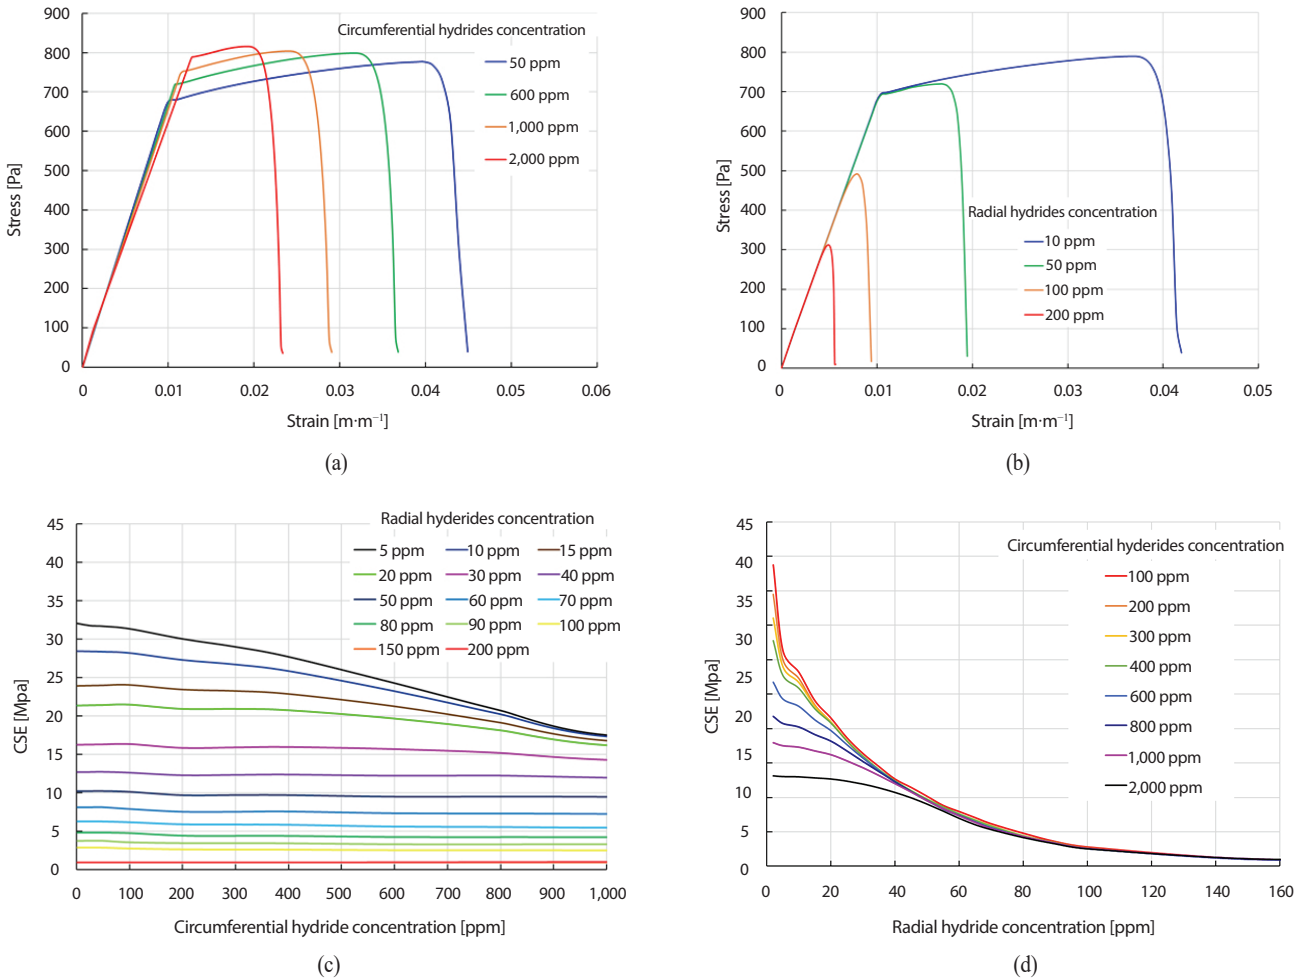 900
800
700
600
500
400
300
200
100
0
Stress [Pa]
0
0.01
0.02
0.03
0.04
0.05
0.06
Strain [m·m⁻¹]
Circumferential hydrides concentration
50 ppm
600 ppm
1,000 ppm
2,000 ppm
(a)
900
800
700
600
500
400
300
200
100
0
Stress [Pa]
0
0.01
0.02
0.03
0.04
0.05
Strain [m·m⁻¹]
Radial hydrides concentration
10 ppm
50 ppm
100 ppm
200 ppm
(b)
Radial hyderides concentration
5 ppm 10 ppm 15 ppm
20 ppm 30 ppm 40 ppm
50 ppm 60 ppm 70 ppm
80 ppm 90 ppm 100 ppm
150 ppm 200 ppm
45
40
35
30
25
20
15
10
5
0
CSE [Mpa]
0
100
200
300
400
500
600
700
800
900
1,000
Circumferential hydride concentration [ppm]
(c)
45
40
35
30
25
20
15
10
5
0
CSE [Mpa]
Circumferential hyderides concentration
100 ppm
200 ppm
300 ppm
400 ppm
600 ppm
800 ppm
1,000 ppm
2,000 ppm
0
20
40
60
80
100
120
140
160
Radial hydride concentration [ppm]
(d)